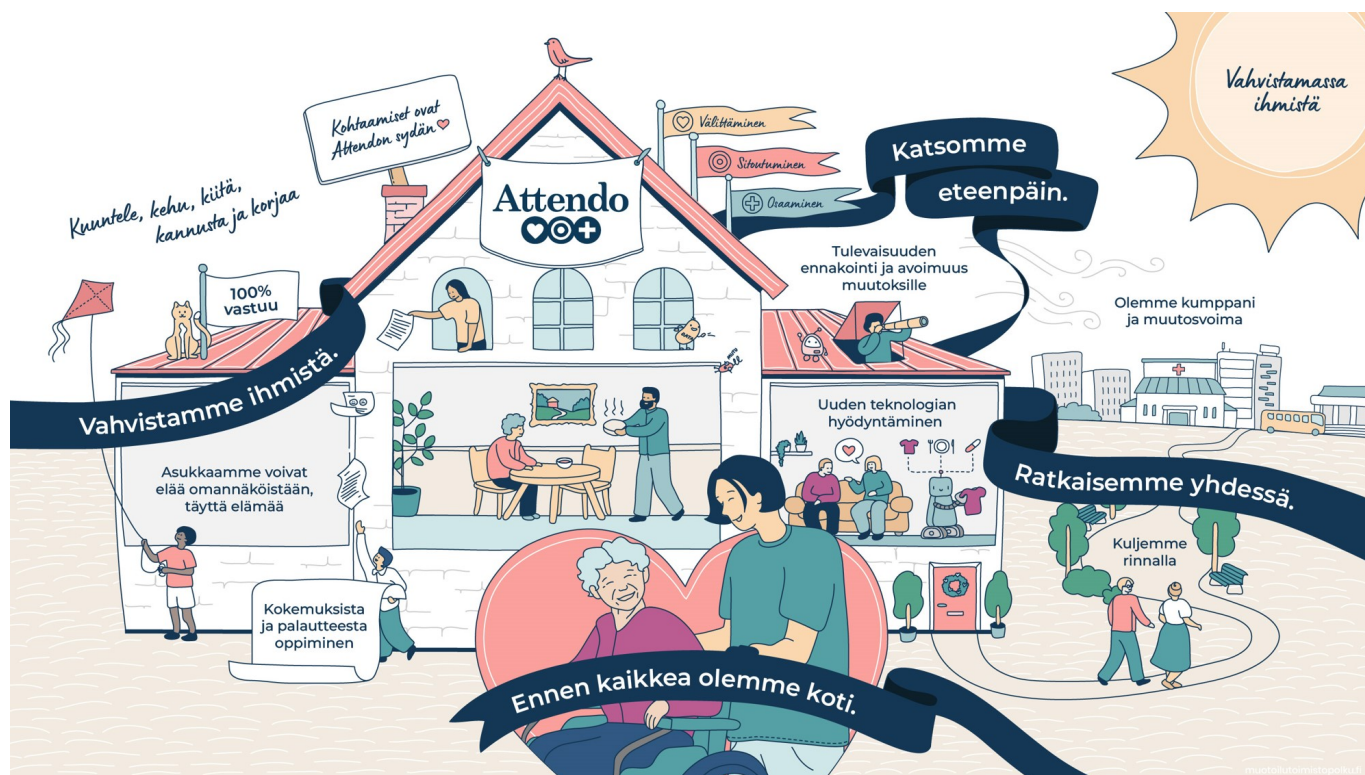 Vahvistamassa
ihmistä
Kohtaamiset ovat
Attendon sydän
Välittäminen
Sitoutuminen
Osaaminen
Katsomme
eteenpäin.
Attendo
Kuuntele, kehu, kiitä,
kannusta ja korjaa
100%
vastuu
Tulevaisuuden
ennakointi ja avoimuus
muutoksille
Olemme kumppani
ja muutosvoima
Vahvistamme ihmistä.
Uuden teknologian
hyödyntäminen
Asukkaamme voivat
elää omannäköistään,
täyttä elämää
Ratkaisemme yhdessä.
Kuljemme
rinnalla
Kokemuksista
ja palautteesta
oppiminen
Ennen kaikkea olemme koti.